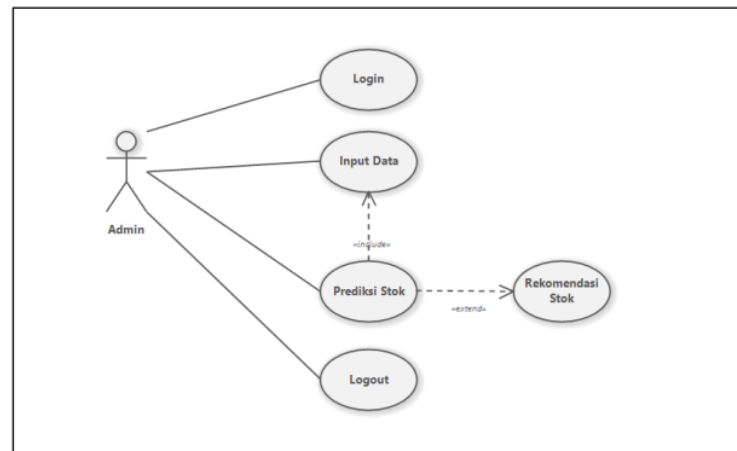 Login
Input Data
Admin
«include»
Prediksi Stok
Rekomendasi
Stok
«extend»
Logout